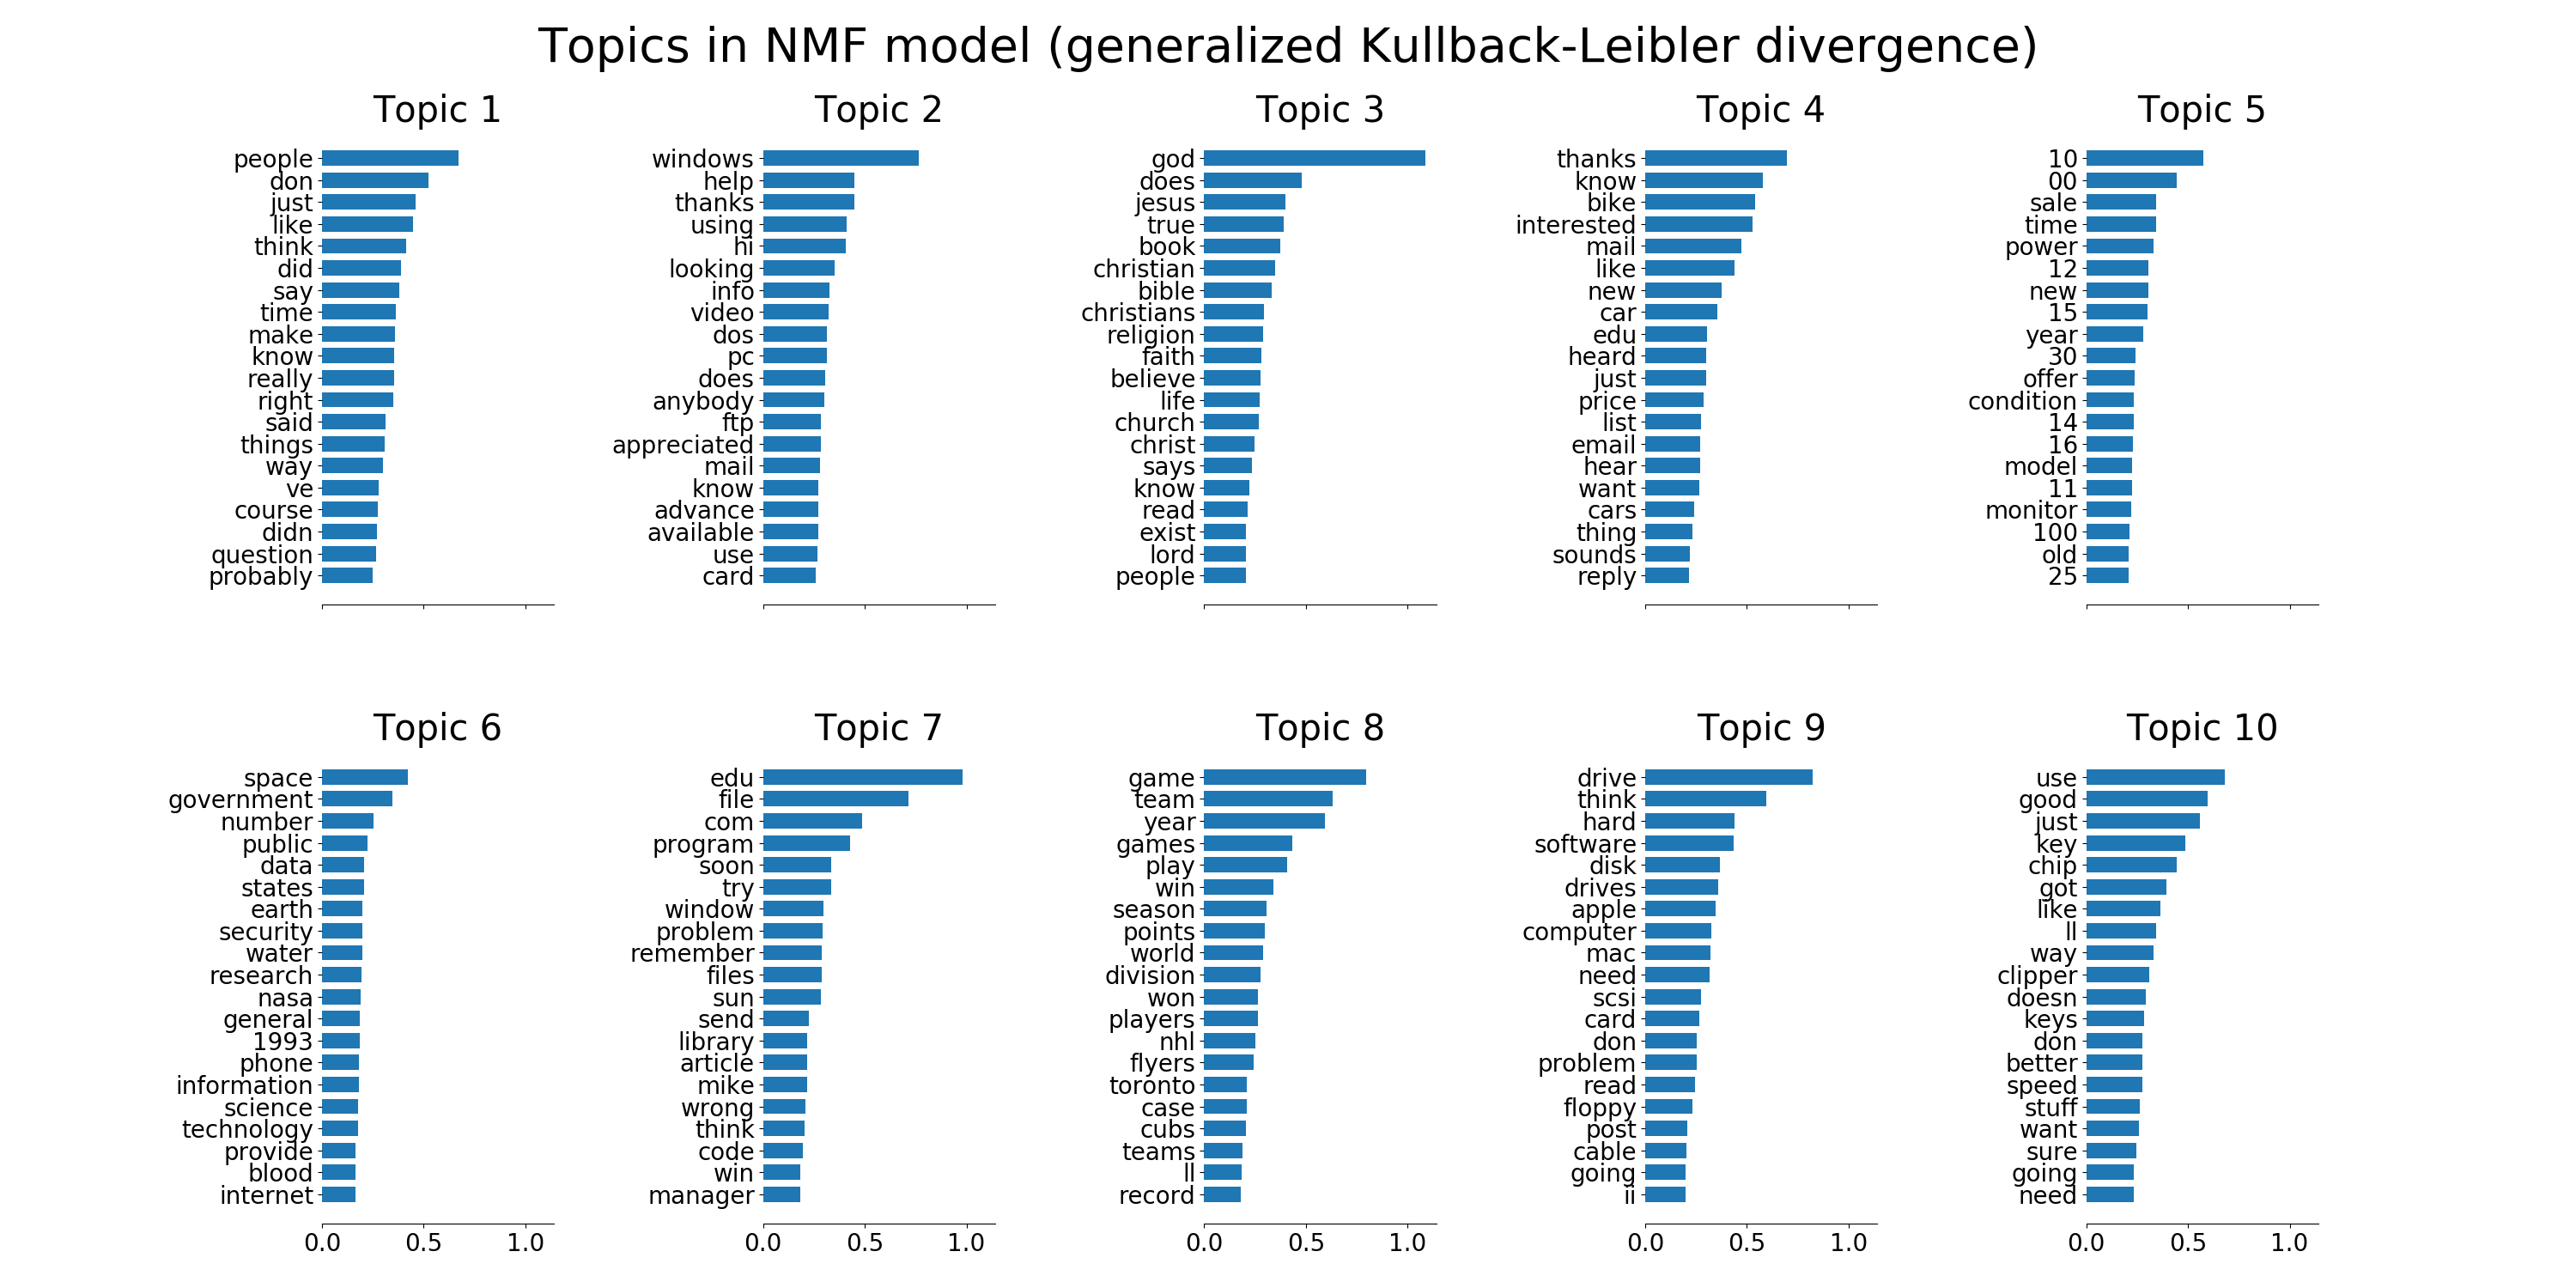 Topics in NMF model (generalized Kullback-Leibler divergence)
Topic 1
people
don
just
like
think
did
say
time
make
know
really
right
said
things
way
ve
course
didn
question
probably
Topic 2
windows
help
thanks
using
hi
looking
info
video
dos
pc
does
anybody
ftp
appreciated
mail
know
advance
available
use
card
Topic 3
god
does
jesus
true
book
christian
bible
christians
religion
faith
believe
life
church
christ
says
know
read
exist
lord
people
Topic 4
thanks
know
bike
interested
mail
like
new
car
edu
heard
just
price
list
email
hear
want
cars
thing
sounds
reply
Topic 5
10
00
sale
time
power
12
new
15
year
30
offer
condition
14
16
model
11
monitor
100
old
25
Topic 6
space
government
number
public
data
states
earth
security
water
research
nasa
general
1993
phone
information
science
technology
provide
blood
internet
0.0 0.5 1.0
Topic 7
edu
file
com
program
soon
try
window
problem
remember
files
sun
send
library
article
mike
wrong
think
code
win
manager
0.0 0.5 1.0
Topic 8
game
team
year
games
play
win
season
points
world
division
won
players
nhl
flyers
toronto
case
cubs
teams
ll
record
0.0 0.5 1.0
Topic 9
drive
think
hard
software
disk
drives
apple
computer
mac
need
scsi
card
don
problem
read
floppy
post
cable
going
ii
0.0 0.5 1.0
Topic 10
use
good
just
key
chip
got
like
ll
way
clipper
doesn
keys
don
better
speed
stuff
want
sure
going
need
0.0 0.5 1.0